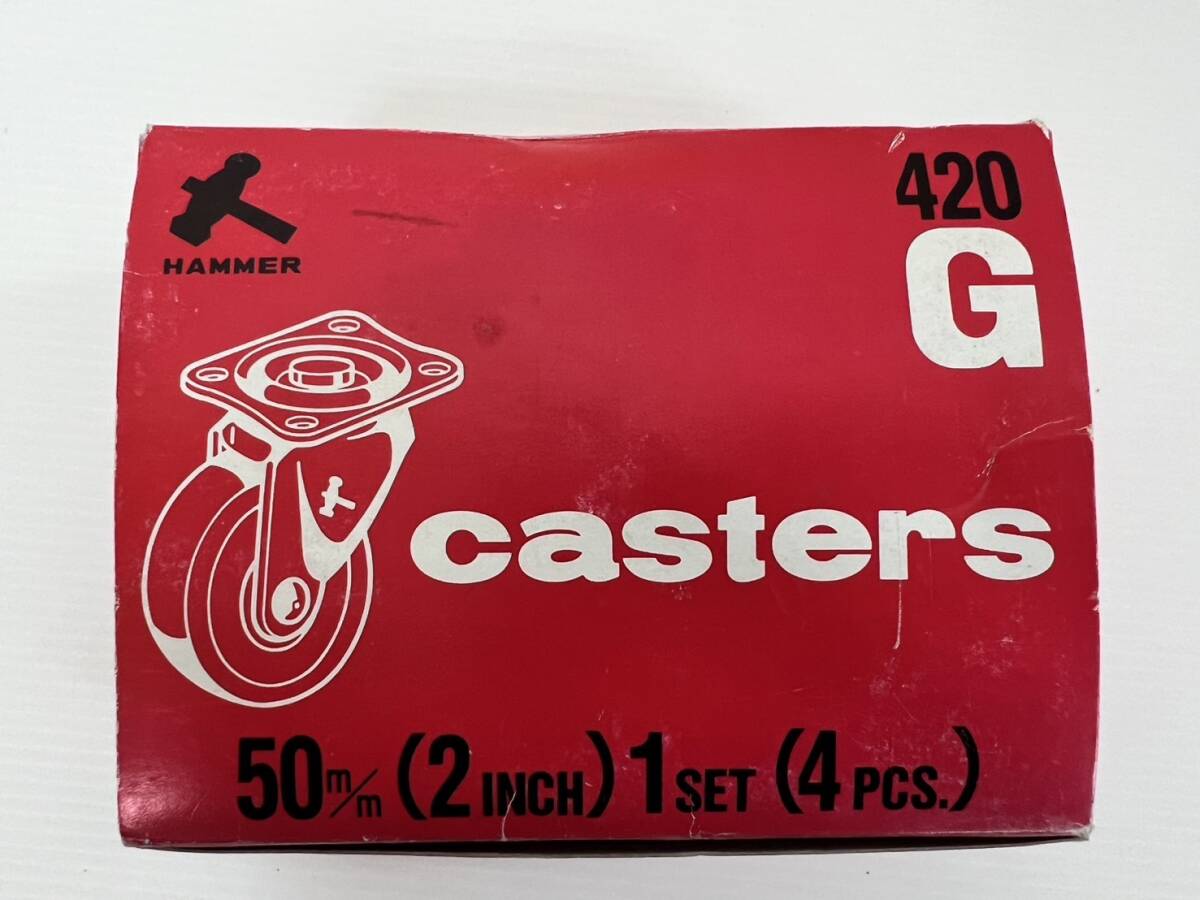 HAMMER
420
G
casters
50m/m (2 INCH) 1 SET (4 PCS.)